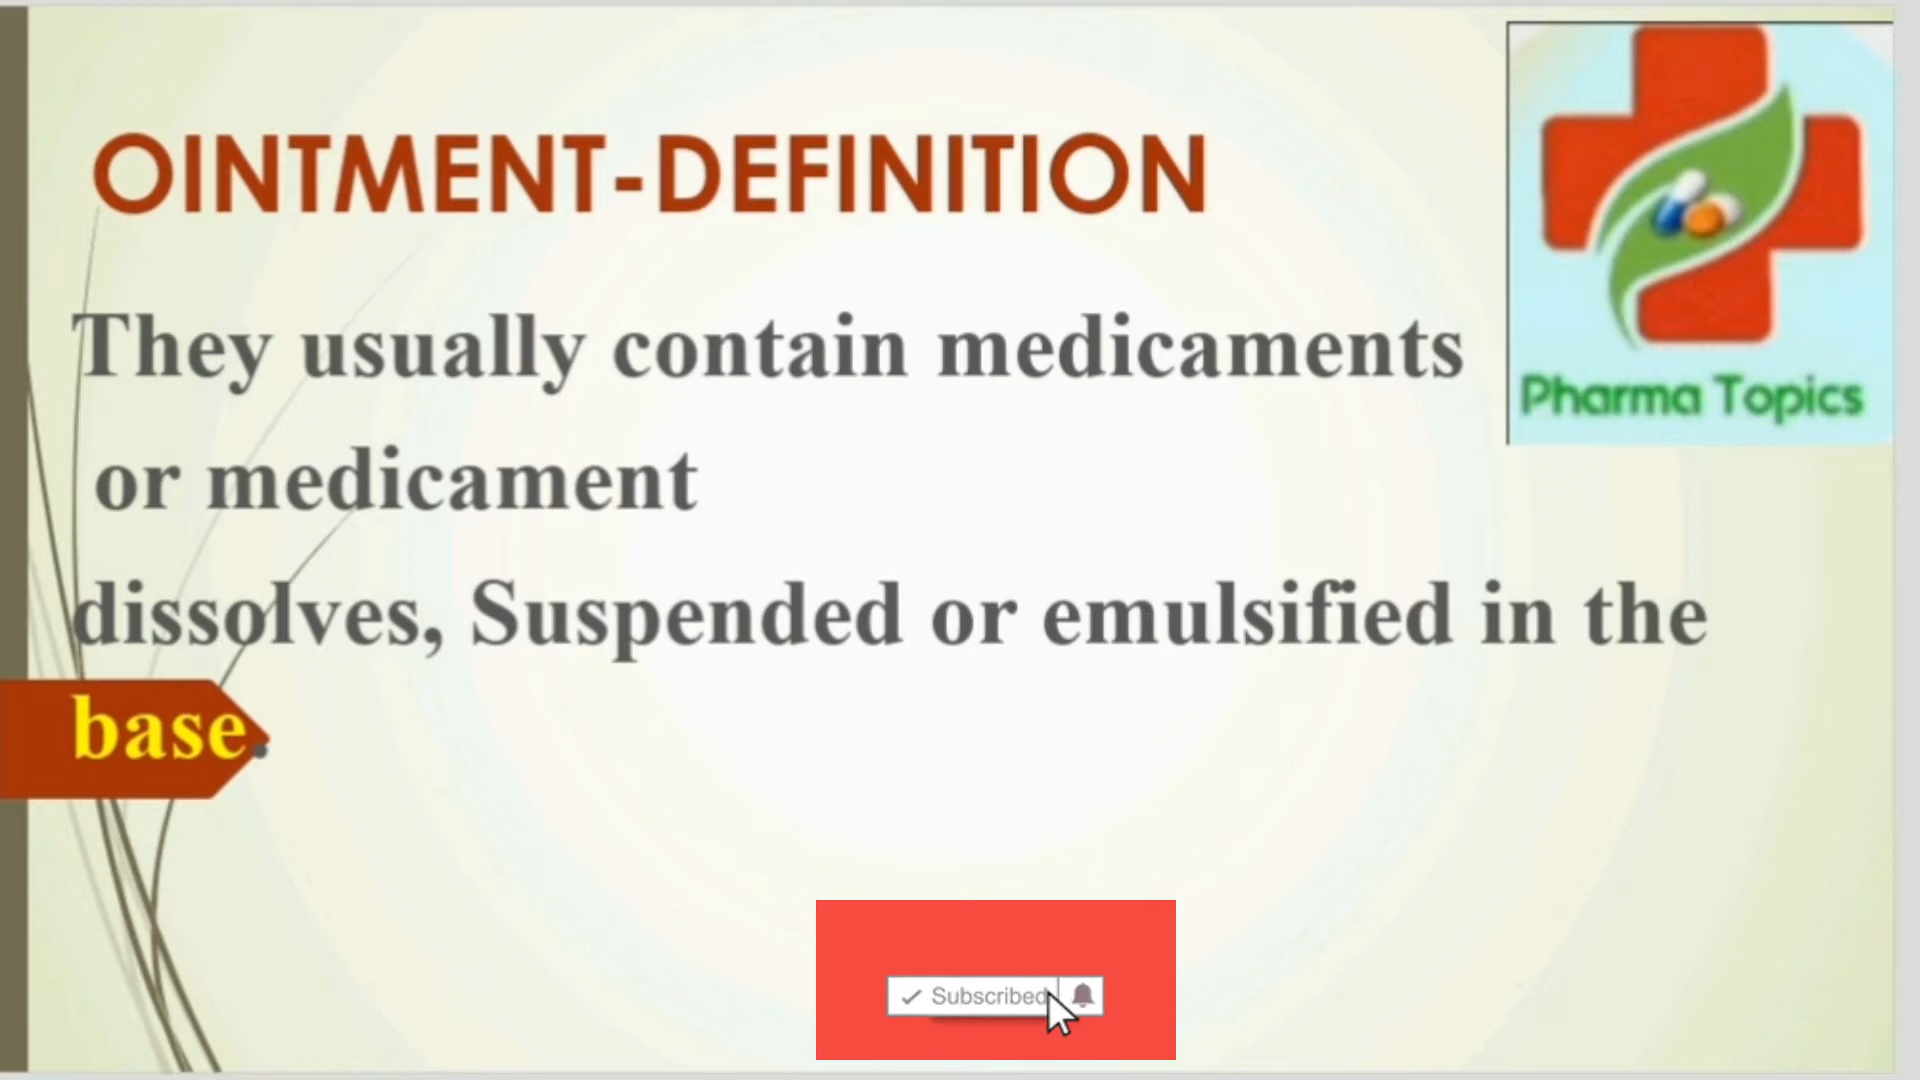 OINTMENT-DEFINITION
They usually contain medicaments
or medicament
dissolves, Suspended or emulsified in the
base.
Pharma Topics
Subscribed